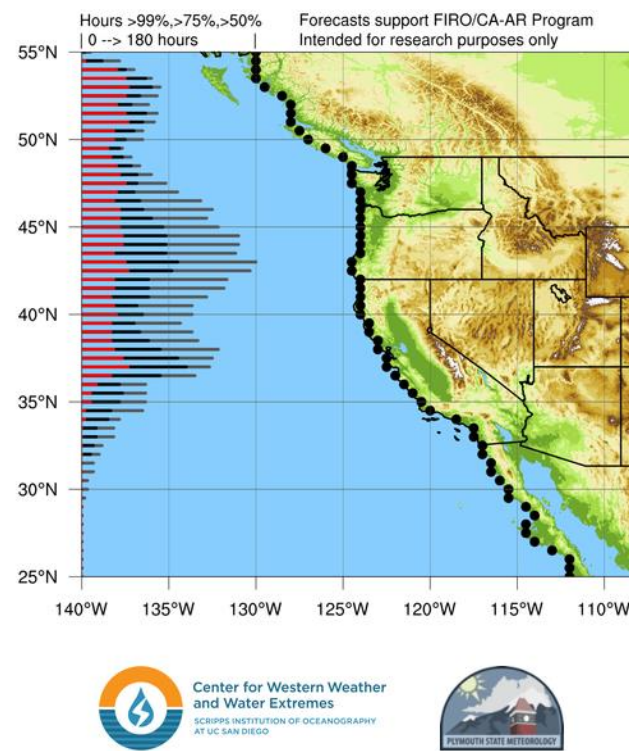 Hours >99%,>75%,>50%
| 0 --> 180 hours |
Forecasts support FIRO/CA-AR Program
Intended for research purposes only
55°N
50°N
45°N
40°N
35°N
30°N
25°N
140°W 135°W 130°W 125°W 120°W 115°W 110°W
Center for Western Weather
and Water Extremes
SCRIPPS INSTITUTION OF OCEANOGRAPHY
AT UC SAN DIEGO
PLYMOUTH STATE METEOROLOGY